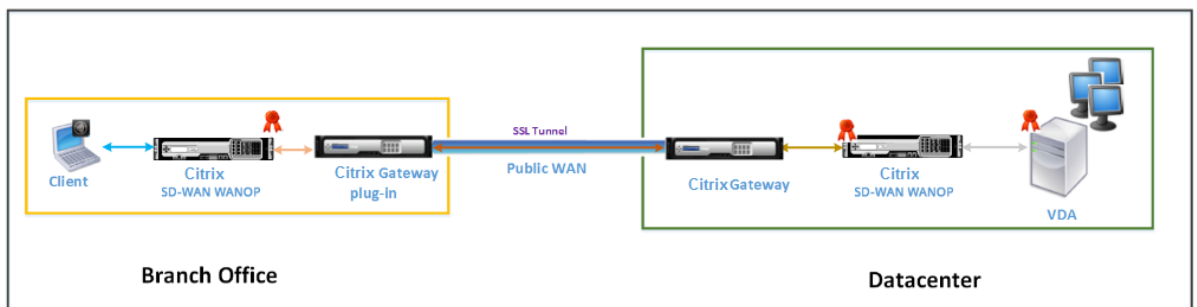 Client
Citrix
SD-WAN WANOP
Citrix Gateway
plug-in
SSL Tunnel
Public WAN
Citrix Gateway
Citrix
SD-WAN WANOP
VDA
Branch Office
Datacenter